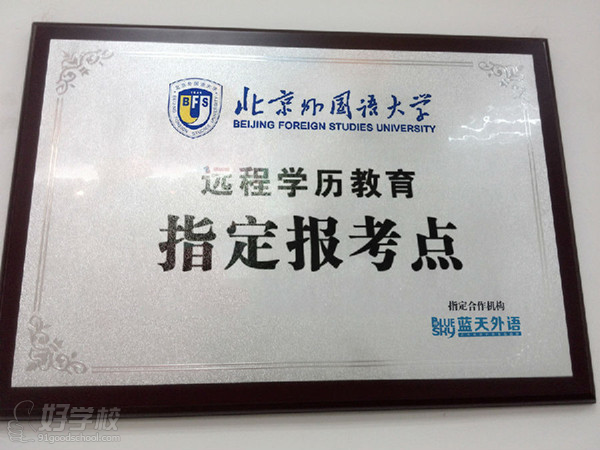 BFSU
北京外国语大学
BEIJING FOREIGN STUDIES UNIVERSITY
远程学历教育
指定报考点
指定合作机构
BLUE SKY 蓝天外语
好学校
91goodschool.com